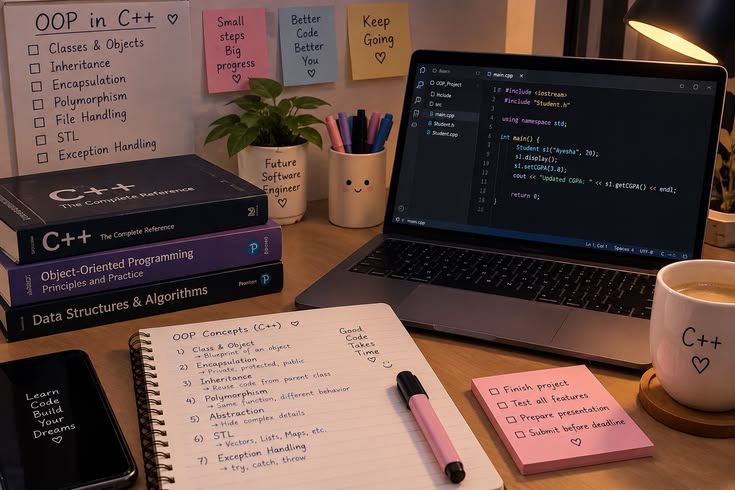 OOP in C++ ♡
Classes & Objects
Inheritance
Encapsulation
Polymorphism
File Handling
STL
Exception Handling
Small
steps
Big
progress
♡
Better
Code
Better
You
♡
Keep
Going
♡
Future
Software
Engineer
♡
C++
The Complete Reference
C++ The Complete Reference
Object-Oriented Programming
Principles and Practice
P
Pearson
Data Structures & Algorithms
main.cpp
OOP_Project
Include
src
main.cpp
Student.h
Student.cpp
#include <iostream>
#include "Student.h"
using namespace std;
int main() {
Student s1("Ayesha", 20);
s1.display();
s1.setCGPA(3.8);
cout << "Updated CGPA: " << s1.getCGPA() << endl;
return 0;
}
main.cpp
Ln 1, Col 1
Spaces 4
UTF-8
Learn
Code
Build
Your
Dreams
♡
OOP Concepts (C++) ♡
1) Class & Object
→ Blueprint of an object
2) Encapsulation
→ Private, protected, public
3) Inheritance
→ Reuse code from parent class
4) Polymorphism
→ Same function, different behavior
5) Abstraction
→ Hide complex details
6) STL
→ Vectors, Lists, Maps, etc.
7) Exception Handling
→ try, catch, throw
Good
Code
Takes
Time
♡
Finish project
Test all features
Prepare presentation
Submit before deadline
♡
C++
♡